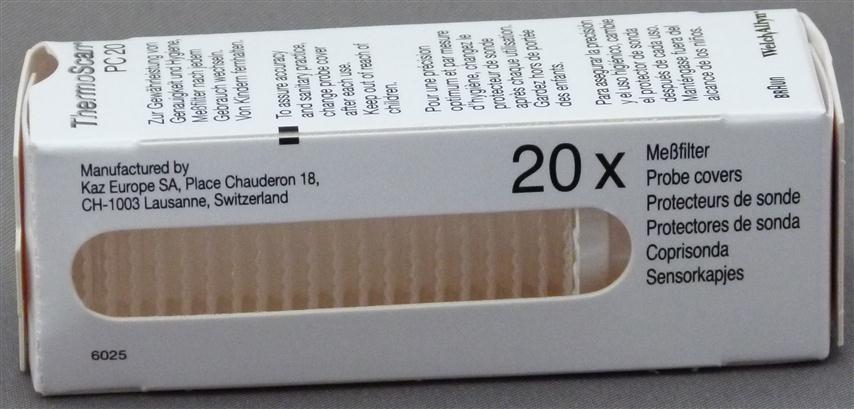 ThermoScan®
PC20
Zur Gewährleistung von
Genauigkeit und Hygiene,
Meßfilter nach jedem
Gebrauch wechseln.
Von Kindern fernhalten.
To assure accuracy
and sanitary practice,
change probe cover
after each use.
Keep out of reach of
children.
Pour une précision
optimum et par mesure
d'hygiène, changez le
protecteur de sonde
après chaque utilisation.
Gardez hors de portée
des enfants.
Para asegurar la precisión
y el uso higiénico, cambie
el protector de sonda
después de cada uso.
Manténgase fuera del
alcance de los niños.
BRAUN
WelchAllyn®
Manufactured by
Kaz Europe SA, Place Chauderon 18,
CH-1003 Lausanne, Switzerland
20 x
Meßfilter
Probe covers
Protecteurs de sonde
Protectores de sonda
Coprisonda
Sensorkapjes
6025